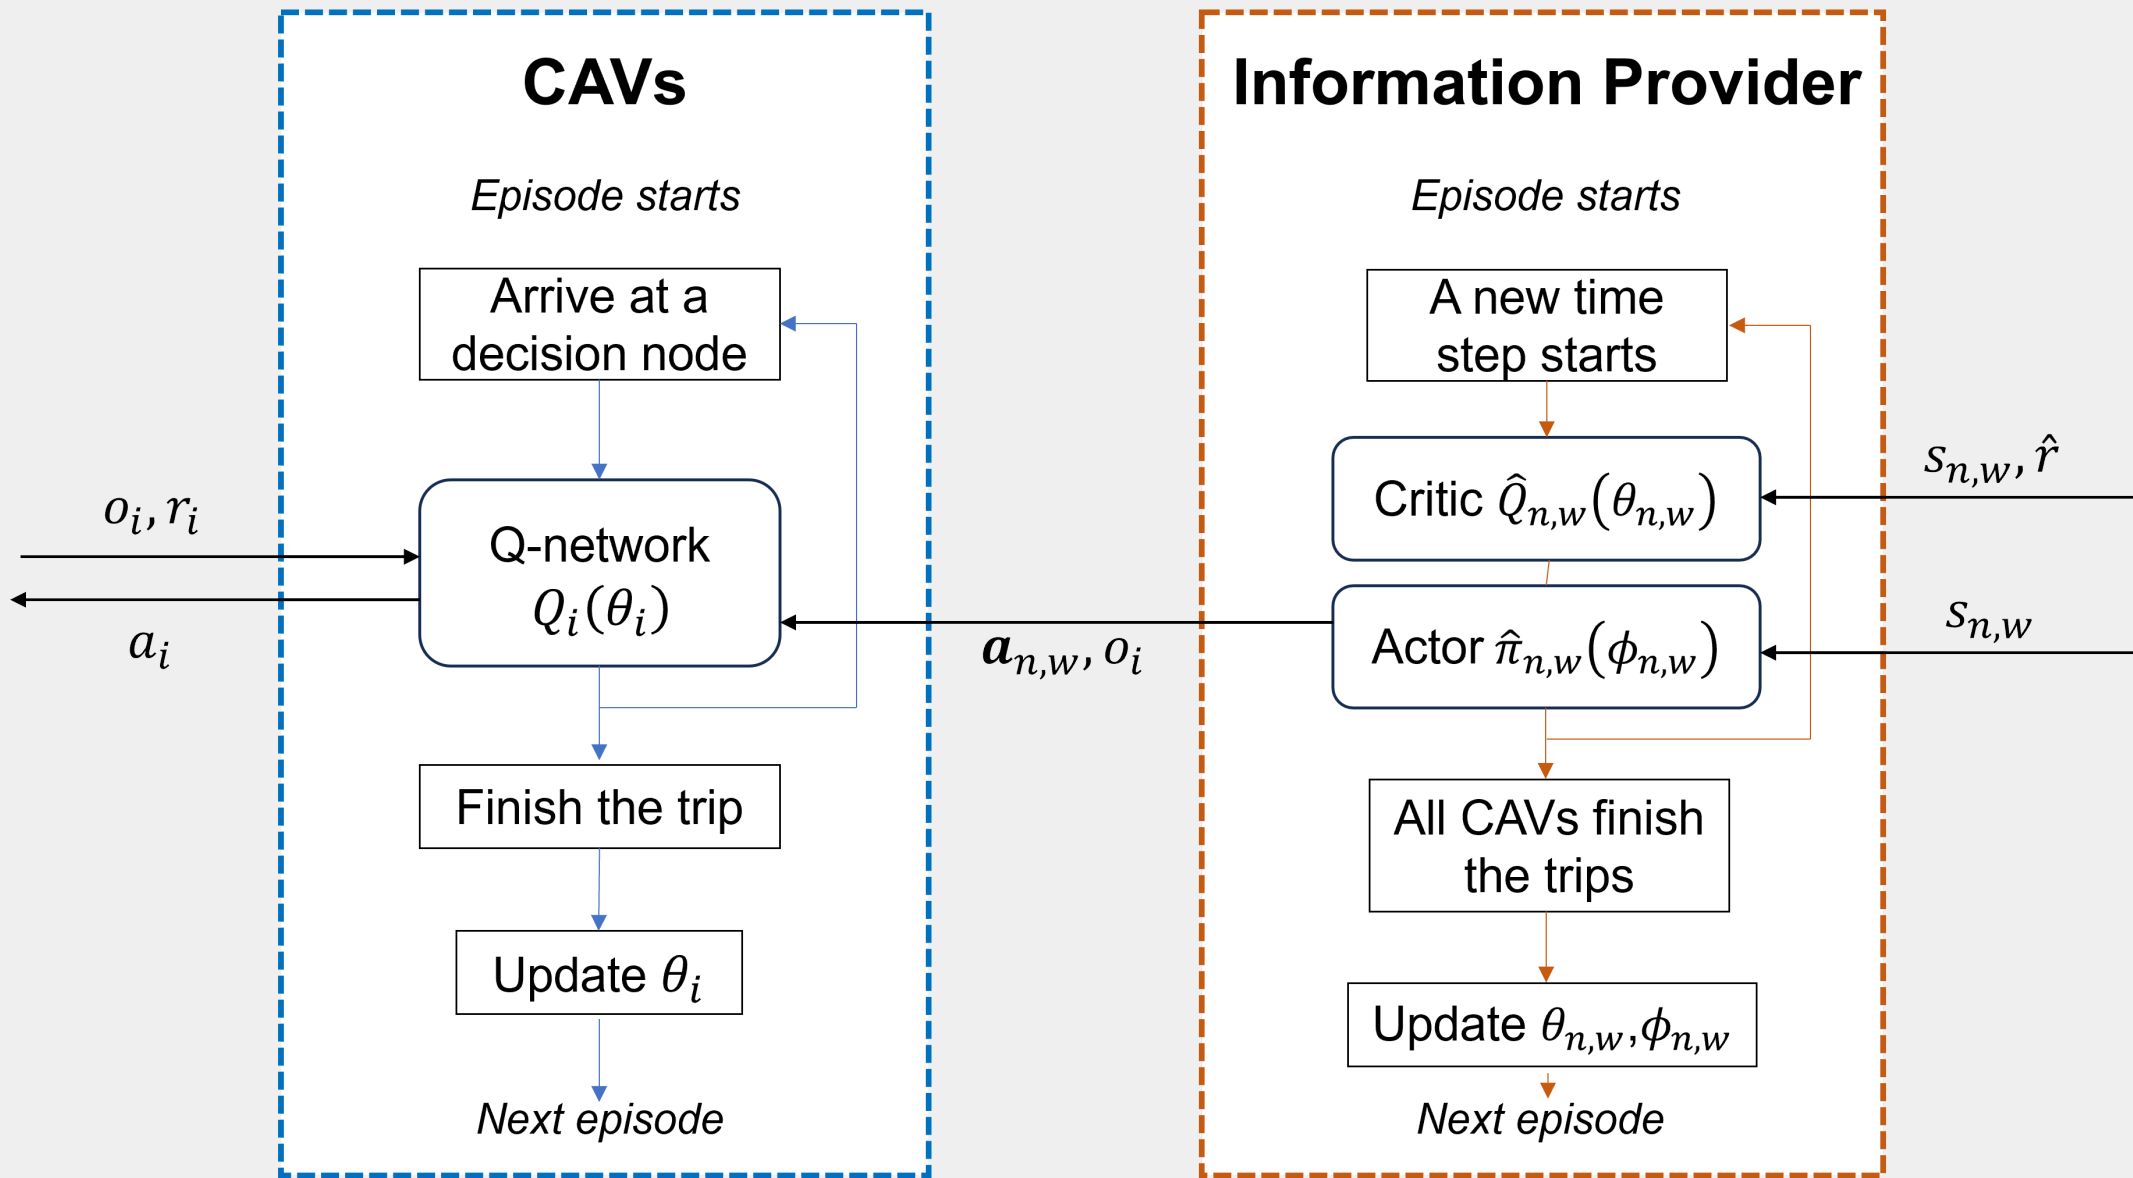 CAVs
Episode starts
Arrive at a
decision node
Q-network
Q_i(θ_i)
o_i, r_i
a_i
Finish the trip
Update θ_i
Next episode
𝒂_{n,w}, o_i
Information Provider
Episode starts
A new time
step starts
Critic Q̂_{n,w}(θ_{n,w})
Actor π̂_{n,w}(ϕ_{n,w})
s_{n,w}, r̂
s_{n,w}
All CAVs finish
the trips
Update θ_{n,w},ϕ_{n,w}
Next episode